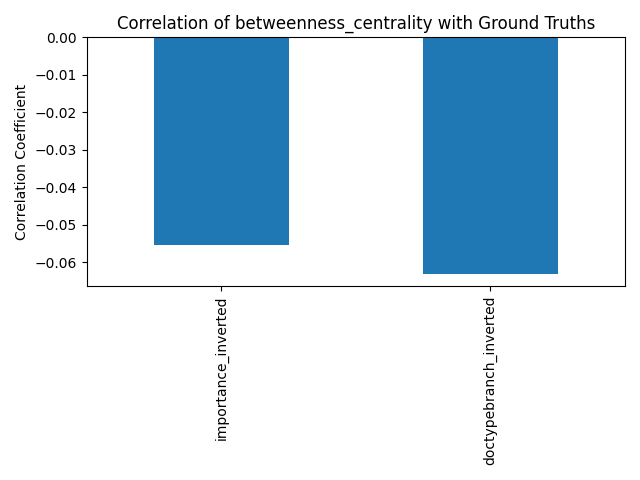 Correlation of betweenness_centrality with Ground Truths
0.00
−0.01
−0.02
−0.03
−0.04
−0.05
−0.06
Correlation Coefficient
importance_inverted
doctypebranch_inverted